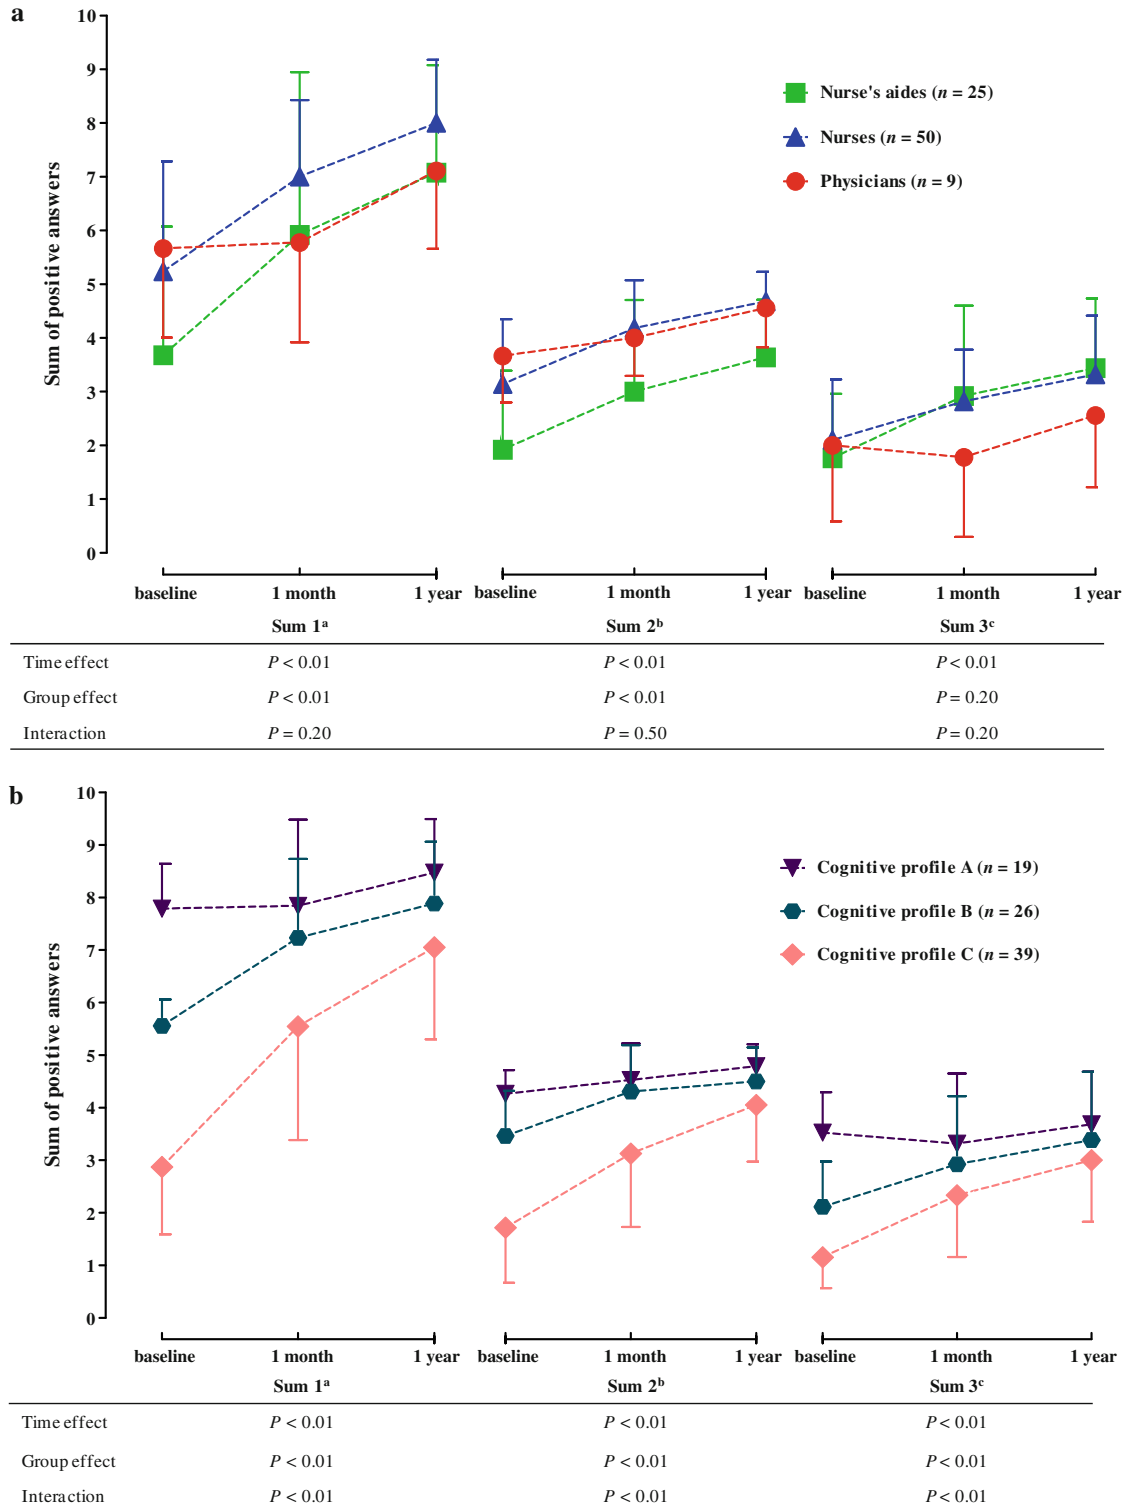 a
10
9
8
7
6
5
4
3
2
1
0
Sum of positive answers
Nurse's aides (n = 25)
Nurses (n = 50)
Physicians (n = 9)
baseline 1 month 1 year baseline 1 month 1 year baseline 1 month 1 year
Sum 1ᵃ Sum 2ᵇ Sum 3ᶜ
Time effect P < 0.01 P < 0.01 P < 0.01
Group effect P < 0.01 P < 0.01 P = 0.20
Interaction P = 0.20 P = 0.50 P = 0.20
b
10
9
8
7
6
5
4
3
2
1
0
Sum of positive answers
Cognitive profile A (n = 19)
Cognitive profile B (n = 26)
Cognitive profile C (n = 39)
baseline 1 month 1 year baseline 1 month 1 year baseline 1 month 1 year
Sum 1ᵃ Sum 2ᵇ Sum 3ᶜ
Time effect P < 0.01 P < 0.01 P < 0.01
Group effect P < 0.01 P < 0.01 P < 0.01
Interaction P < 0.01 P < 0.01 P < 0.01